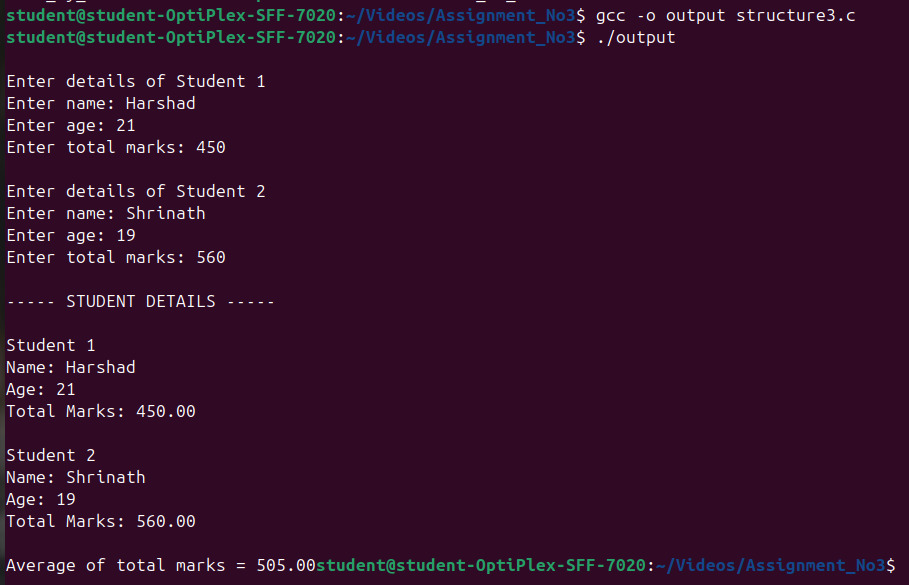 student@student-OptiPlex-SFF-7020:~/Videos/Assignment_No3$ gcc -o output structure3.c
student@student-OptiPlex-SFF-7020:~/Videos/Assignment_No3$ ./output
Enter details of Student 1
Enter name: Harshad
Enter age: 21
Enter total marks: 450
Enter details of Student 2
Enter name: Shrinath
Enter age: 19
Enter total marks: 560
----- STUDENT DETAILS -----
Student 1
Name: Harshad
Age: 21
Total Marks: 450.00
Student 2
Name: Shrinath
Age: 19
Total Marks: 560.00
Average of total marks = 505.00student@student-OptiPlex-SFF-7020:~/Videos/Assignment_No3$